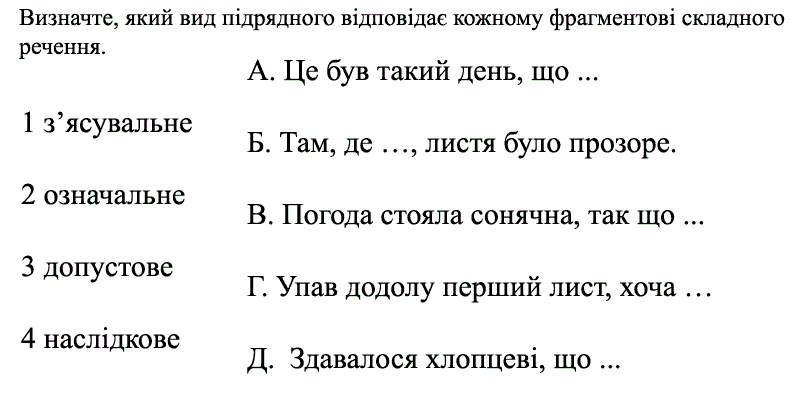 Визначте, який вид підрядного відповідає кожному фрагментові складного
речення.
А. Це був такий день, що ...
1 з’ясувальне
Б. Там, де …, листя було прозоре.
2 означальне
В. Погода стояла сонячна, так що ...
3 допустове
Г. Упав додолу перший лист, хоча …
4 наслідкове
Д. Здавалося хлопцеві, що ...